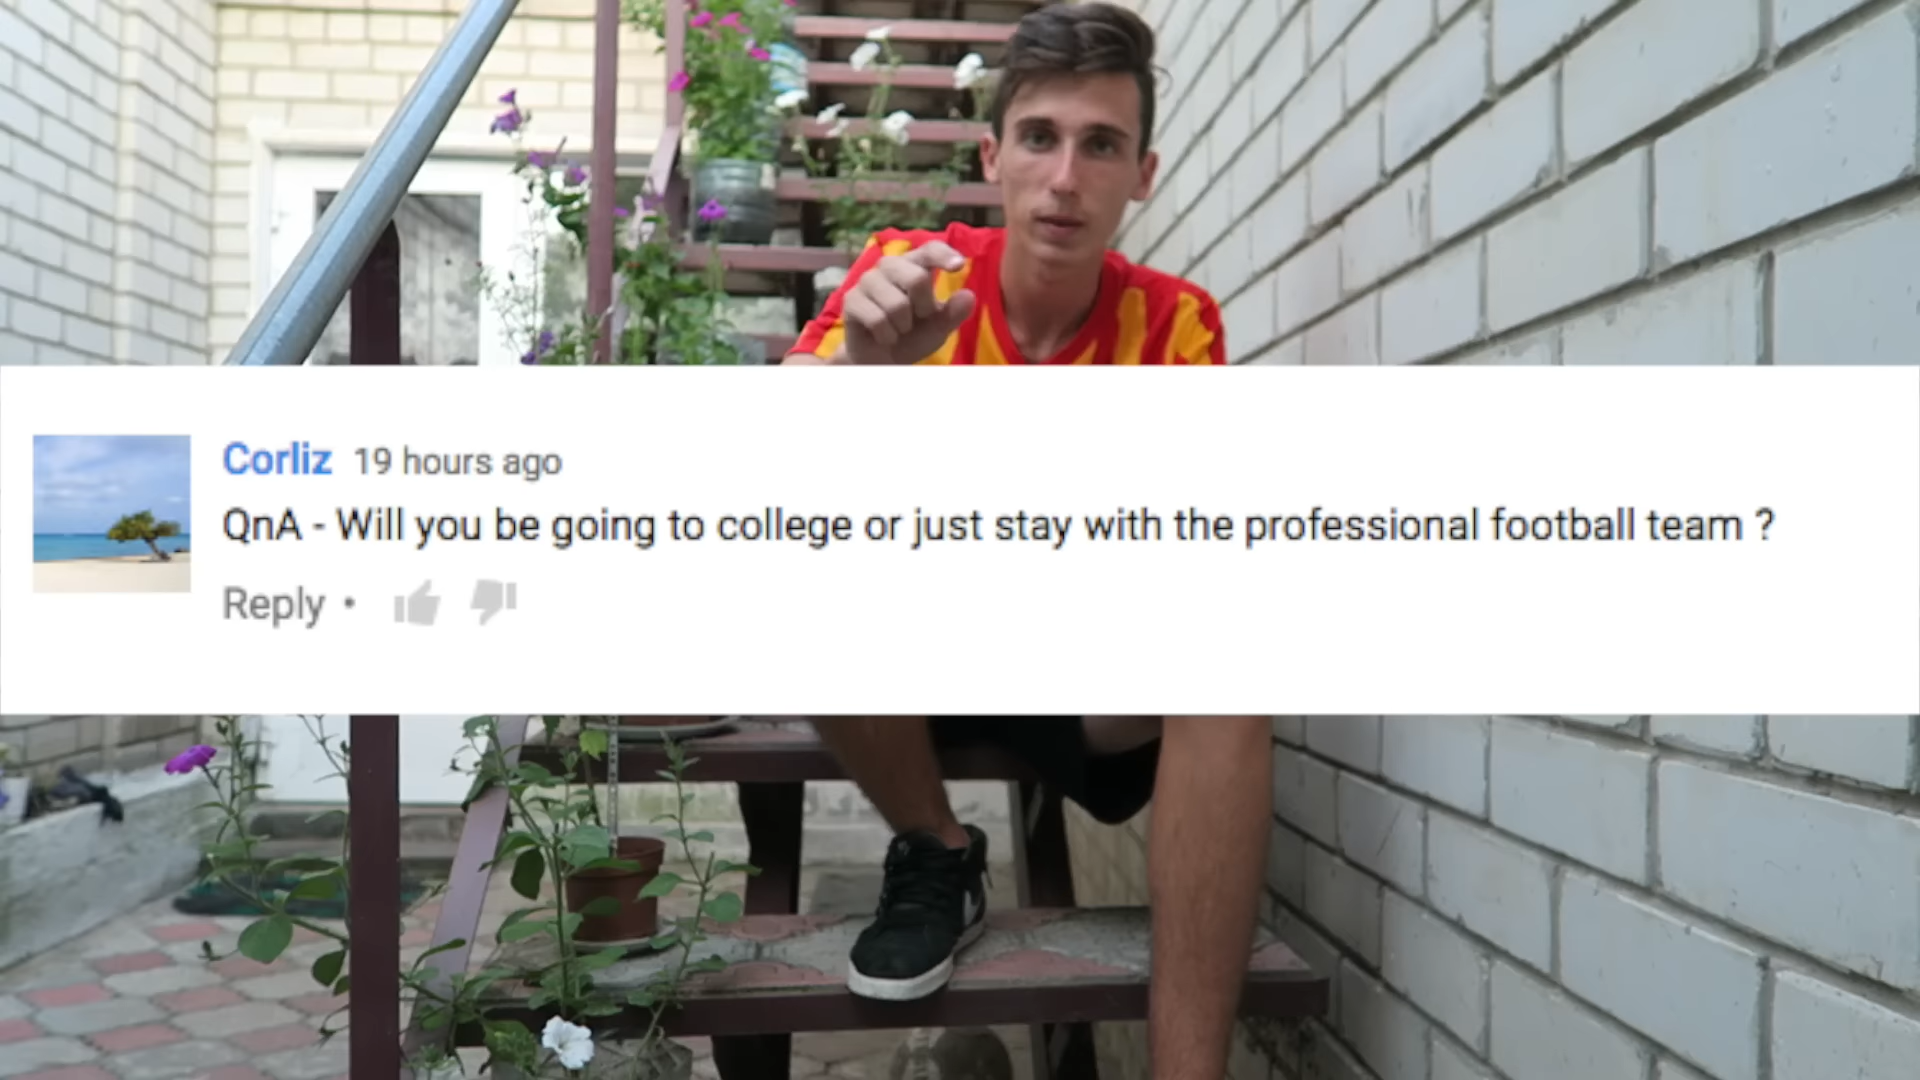 Corliz 19 hours ago
QnA - Will you be going to college or just stay with the professional football team ?
Reply •